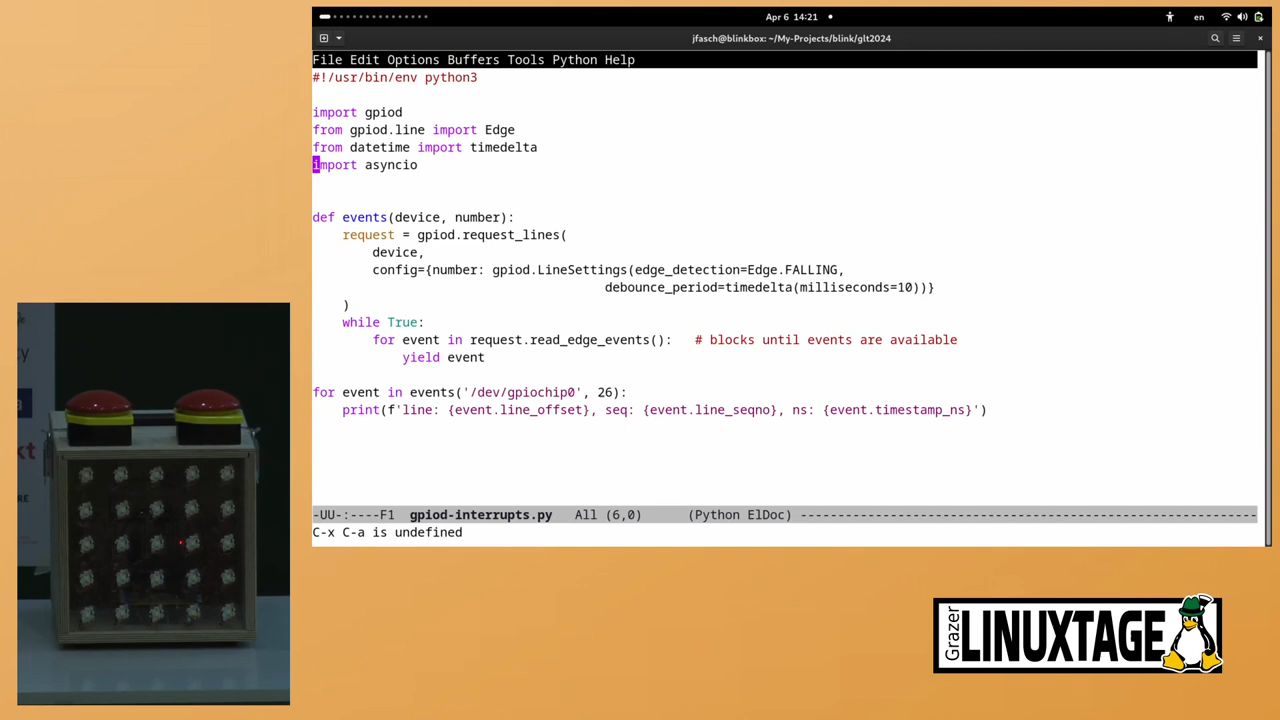 Apr 6 14:21
en
jfasch@blinkbox: ~/My-Projects/blink/glt2024
File Edit Options Buffers Tools Python Help
#!/usr/bin/env python3
import gpiod
from gpiod.line import Edge
from datetime import timedelta
import asyncio
def events(device, number):
    request = gpiod.request_lines(
        device,
        config={number: gpiod.LineSettings(edge_detection=Edge.FALLING,
                                       debounce_period=timedelta(milliseconds=10))}
    )
    while True:
        for event in request.read_edge_events():   # blocks until events are available
            yield event
for event in events('/dev/gpiochip0', 26):
    print(f'line: {event.line_offset}, seq: {event.line_seqno}, ns: {event.timestamp_ns}')
-UU-:----F1  gpiod-interrupts.py   All (6,0)      (Python ElDoc) --------------------------------------------------------------
C-x C-a is undefined
Grazer
LINUXTAGE